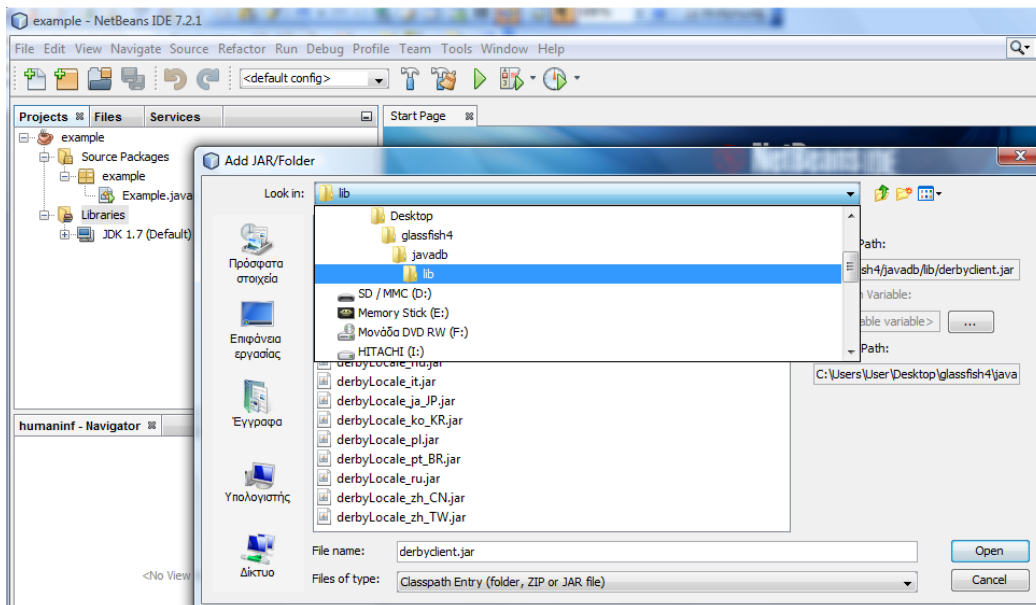 example - NetBeans IDE 7.2.1
File Edit View Navigate Source Refactor Run Debug Profile Team Tools Window Help
<default config>
Projects Files Services
Start Page
example
Source Packages
example
Example.java
Libraries
JDK 1.7 (Default)
NetBeans IDE
Add JAR/Folder
Look in: lib
Desktop
glassfish4
javadb
lib
SD / MMC (D:)
Memory Stick (E:)
Μονάδα DVD RW (F:)
HITACHI (I:)
derbyLocale_it.jar
derbyLocale_ja_JP.jar
derbyLocale_ko_KR.jar
derbyLocale_pl.jar
derbyLocale_pt_BR.jar
derbyLocale_ru.jar
derbyLocale_zh_CN.jar
derbyLocale_zh_TW.jar
Πρόσφατα
στοιχεία
Επιφάνεια
εργασίας
Έγγραφα
Υπολογιστής
Δίκτυο
Path:
sh4/javadb/lib/derbyclient.jar
Variable:
able variable>
...
Path:
C:\Users\User\Desktop\glassfish4\java
File name: derbyclient.jar
Open
Files of type: Classpath Entry (folder, ZIP or JAR file)
Cancel
humaninf - Navigator
<No View